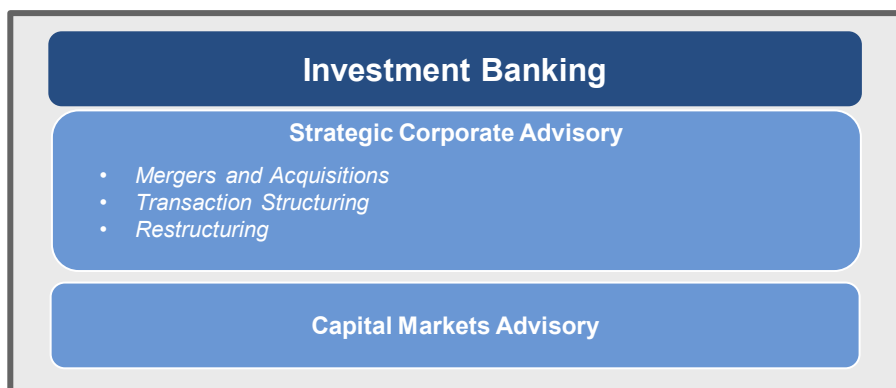 Investment Banking
Strategic Corporate Advisory
• Mergers and Acquisitions
• Transaction Structuring
• Restructuring
Capital Markets Advisory